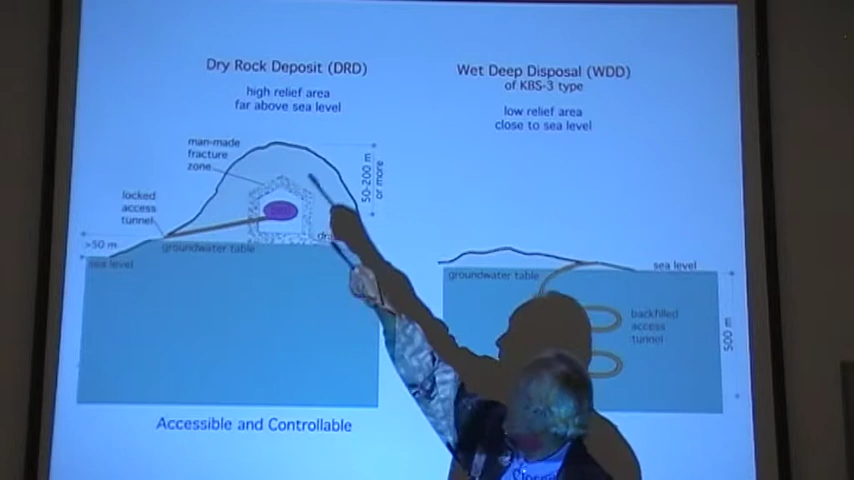 Dry Rock Deposit (DRD)
high relief area
far above sea level
man-made
fracture
zone
locked
access
tunnel
50-200 m
or more
>50 m
groundwater table
sea level
Accessible and Controllable
Wet Deep Disposal (WDD)
of KBS-3 type
low relief area
close to sea level
groundwater table
sea level
backfilled
access
tunnel
500 m